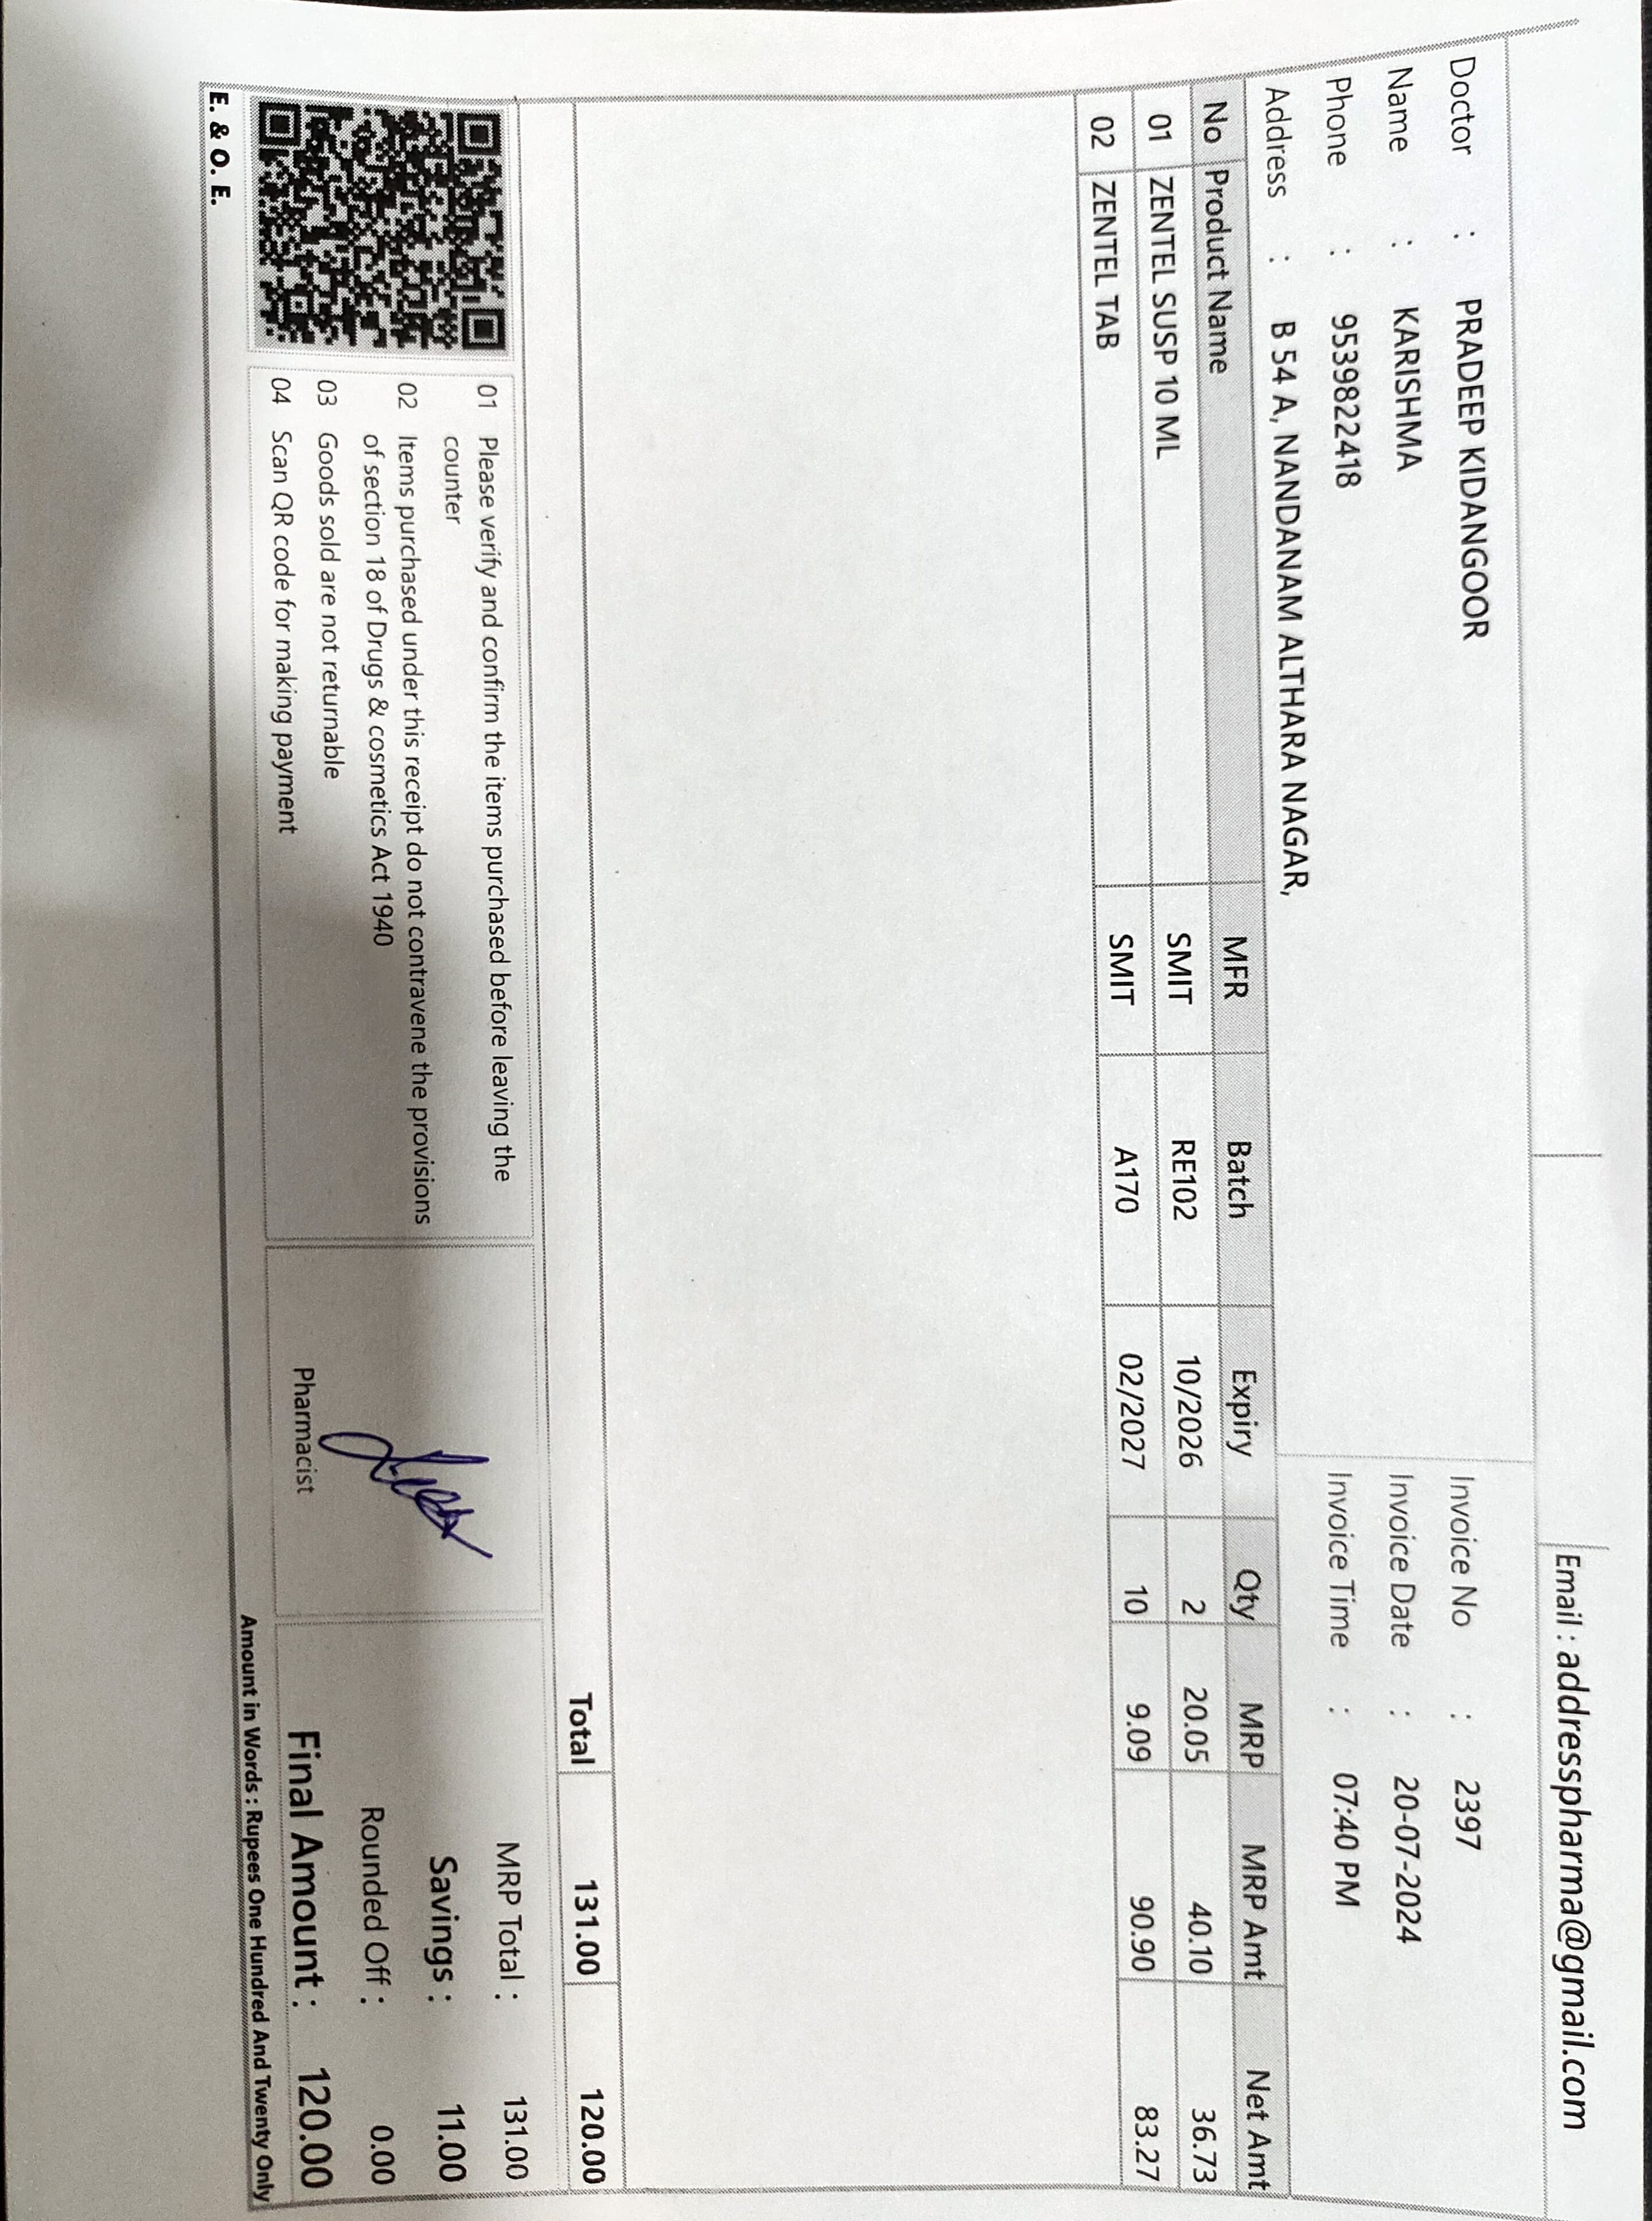 Email : addresspharma@gmail.com
Doctor : PRADEEP KIDANGOOR
Name : KARISHMA
Phone : 9539822418
Address : B 54 A, NANDANAM ALTHARA NAGAR,
Invoice No : 2397
Invoice Date : 20-07-2024
Invoice Time : 07:40 PM
No Product Name MFR Batch Expiry Qty MRP MRP Amt Net Amt
01 ZENTEL SUSP 10 ML SMIT RE102 10/2026 2 20.05 40.10 36.73
02 ZENTEL TAB SMIT A170 02/2027 10 9.09 90.90 83.27
Total 131.00 120.00
01 Please verify and confirm the items purchased before leaving the
counter
02 Items purchased under this receipt do not contravene the provisions
of section 18 of Drugs & cosmetics Act 1940
03 Goods sold are not returnable
04 Scan QR code for making payment
Pharmacist
MRP Total : 131.00
Savings : 11.00
Rounded Off : 0.00
Final Amount : 120.00
Amount in Words : Rupees One Hundred And Twenty Only
E. & O. E.